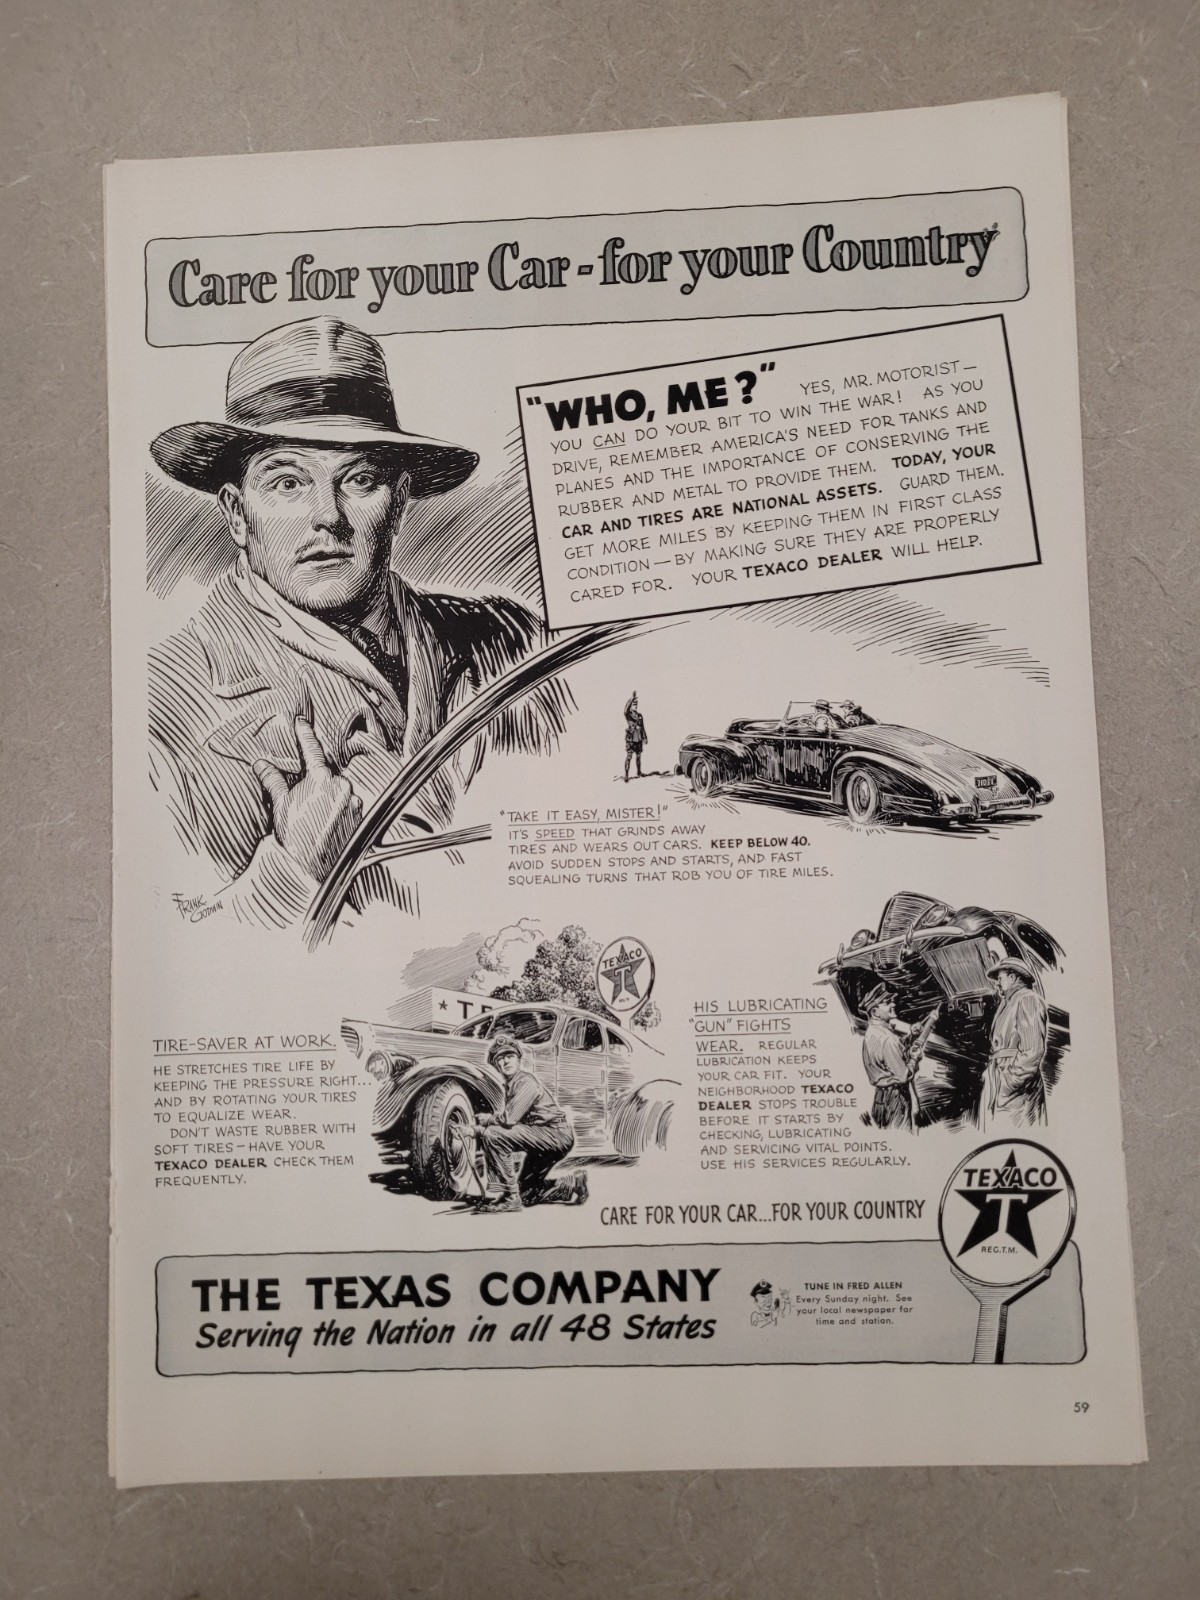 Care for your Car-for your Country
"WHO, ME?" YES, MR. MOTORIST—
YOU CAN DO YOUR BIT TO WIN THE WAR! AS YOU
DRIVE, REMEMBER AMERICA'S NEED FOR TANKS AND
PLANES AND THE IMPORTANCE OF CONSERVING THE
RUBBER AND METAL TO PROVIDE THEM. TODAY, YOUR
CAR AND TIRES ARE NATIONAL ASSETS. GUARD THEM.
GET MORE MILES BY KEEPING THEM IN FIRST CLASS
CONDITION—BY MAKING SURE THEY ARE PROPERLY
CARED FOR. YOUR TEXACO DEALER WILL HELP.
"TAKE IT EASY, MISTER!"
IT'S SPEED THAT GRINDS AWAY
TIRES AND WEARS OUT CARS. KEEP BELOW 40.
AVOID SUDDEN STOPS AND STARTS, AND FAST
SQUEALING TURNS THAT ROB YOU OF TIRE MILES.
FRANK
GODWIN
TEXACO
T
★ TE
TIRE-SAVER AT WORK.
HE STRETCHES TIRE LIFE BY
KEEPING THE PRESSURE RIGHT...
AND BY ROTATING YOUR TIRES
TO EQUALIZE WEAR.
DON'T WASTE RUBBER WITH
SOFT TIRES—HAVE YOUR
TEXACO DEALER CHECK THEM
FREQUENTLY.
HIS LUBRICATING
"GUN" FIGHTS
WEAR. REGULAR
LUBRICATION KEEPS
YOUR CAR FIT. YOUR
NEIGHBORHOOD TEXACO
DEALER STOPS TROUBLE
BEFORE IT STARTS BY
CHECKING, LUBRICATING
AND SERVICING VITAL POINTS.
USE HIS SERVICES REGULARLY.
CARE FOR YOUR CAR...FOR YOUR COUNTRY
TEXACO
T
REG.T.M.
THE TEXAS COMPANY
Serving the Nation in all 48 States
TUNE IN FRED ALLEN
Every Sunday night. See
your local newspaper for
time and station.
59